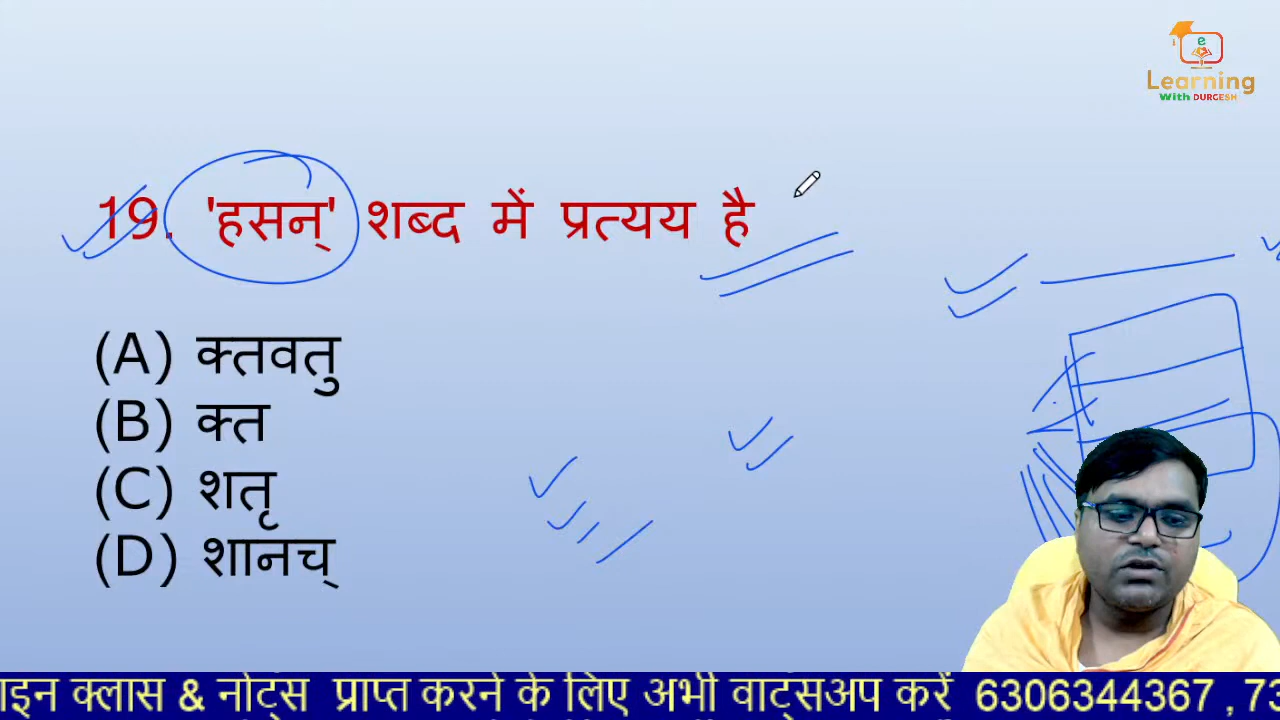 e
Learning
With DURGESH
19. 'हसन्' शब्द में प्रत्यय है
(A) क्तवतु
(B) क्त
(C) शतृ
(D) शानच्
इन क्लास & नोट्स प्राप्त करने के लिए अभी वाट्सअप करें 6306344367 , 73